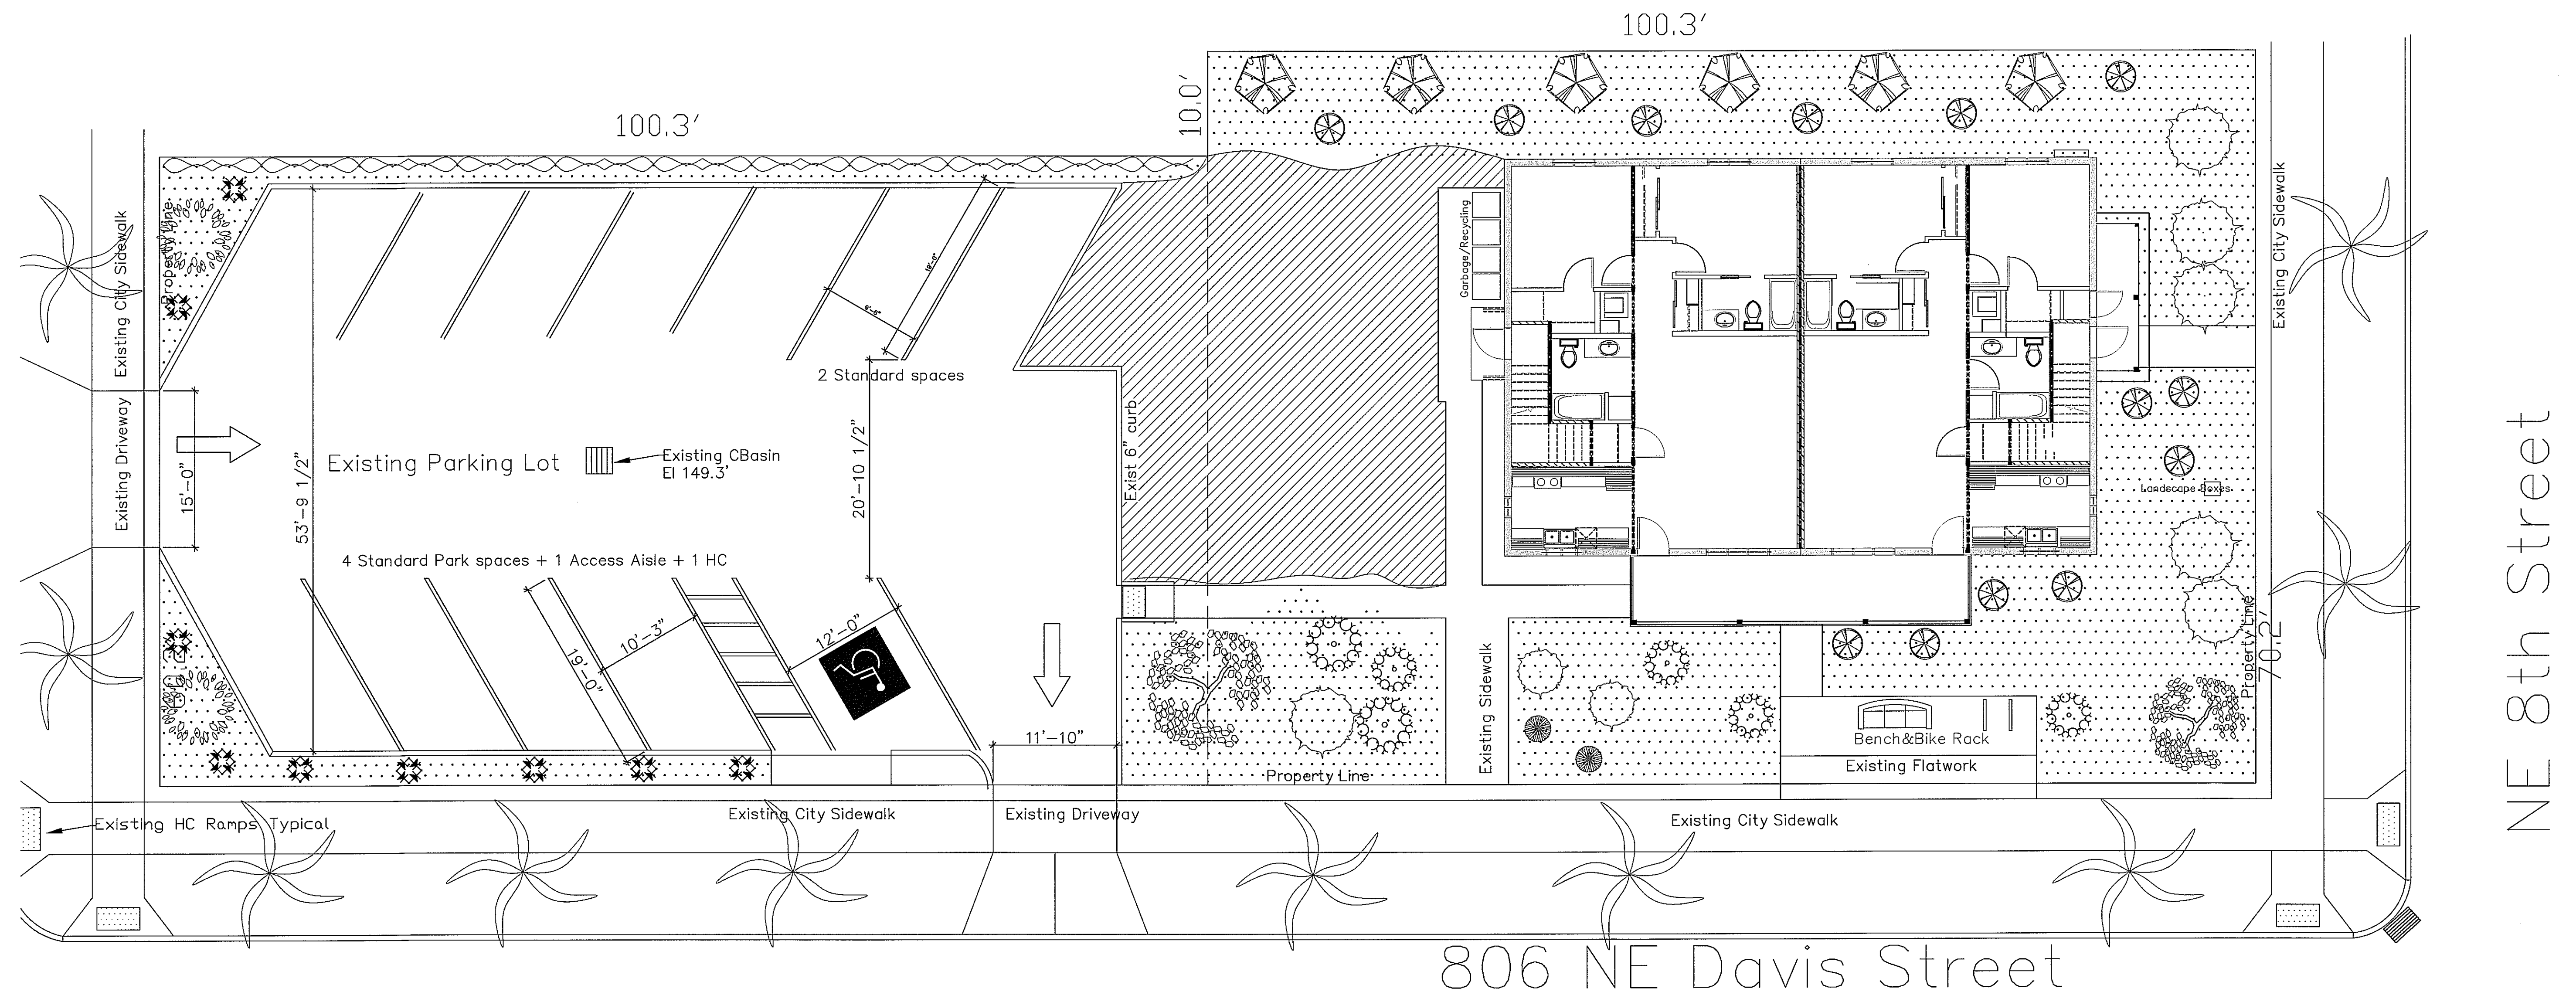 100.3'
100.3'
10.0'
Existing City Sidewalk
Property Line
Garbage/Recycling
Existing City Sidewalk
2 Standard spaces
Existing Driveway
15'-0"
53'-9 1/2"
Existing Parking Lot
Existing CBasin
El 149.3'
20'-10 1/2"
Exist 6" curb
NE 8th Street
Landscape Boxes
4 Standard Park spaces + 1 Access Aisle + 1 HC
10'-3"
12'-0"
19'-0"
11'-10"
Existing Sidewalk
Property Line
70.2'
Bench&Bike Rack
Existing Flatwork
Property Line
Existing HC Ramps, Typical
Existing City Sidewalk
Existing Driveway
Existing City Sidewalk
806 NE Davis Street